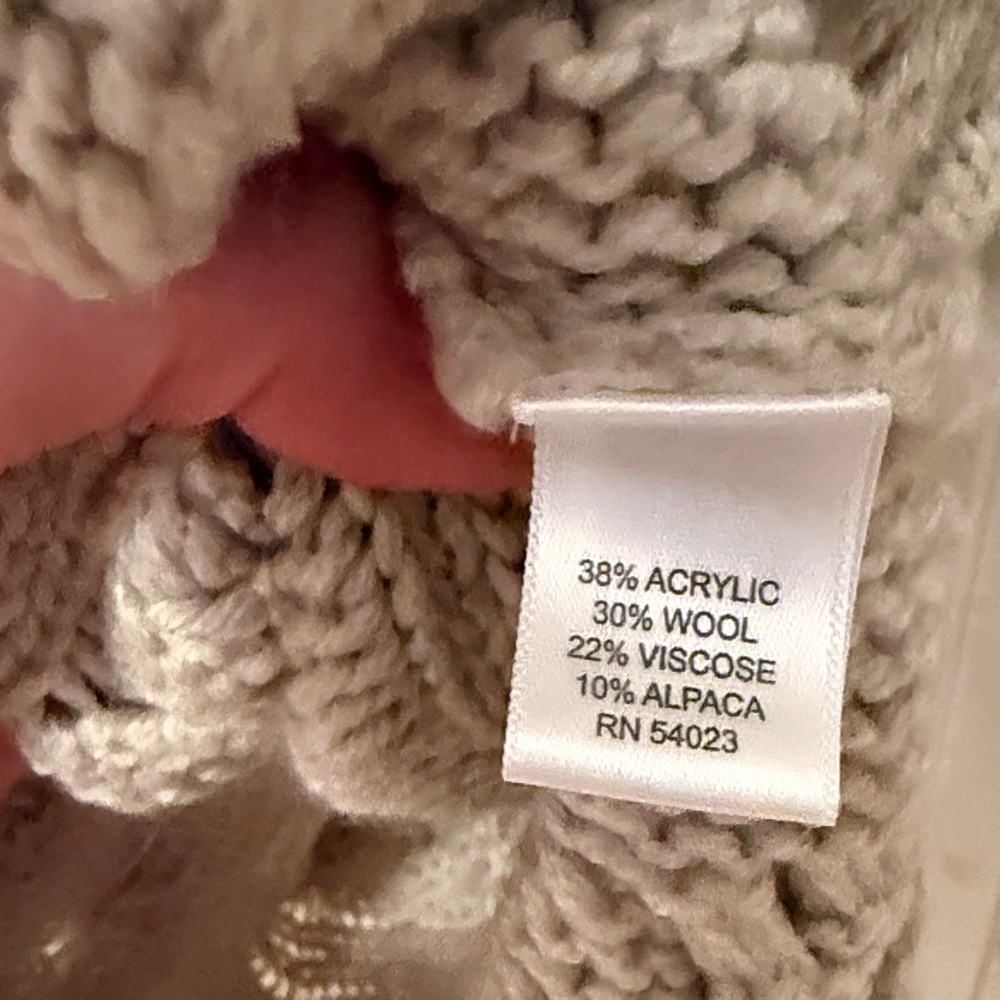 38% ACRYLIC
30% WOOL
22% VISCOSE
10% ALPACA
RN 54023